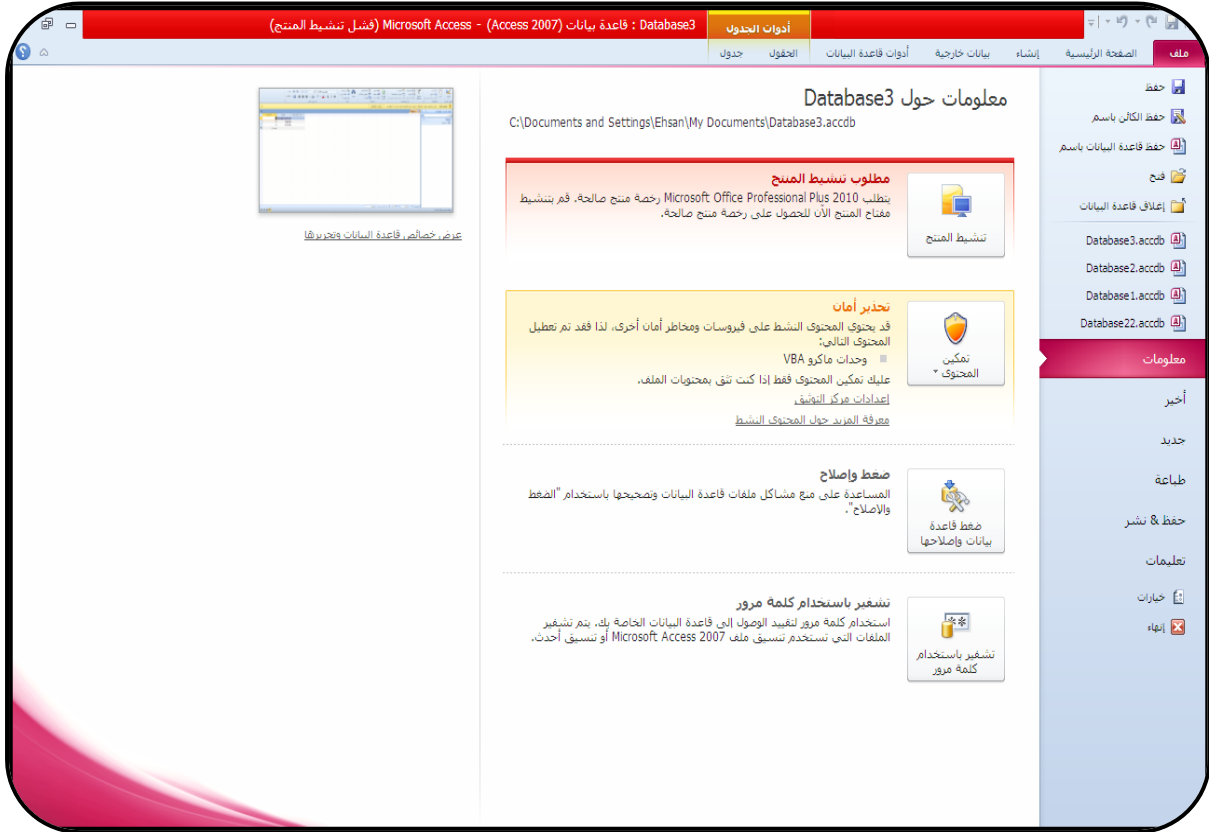 Database3 : قاعدة بيانات (Access 2007) - Microsoft Access (فشل تنشيط المنتج)
أدوات الجدول
ملف
الصفحة الرئيسية
إنشاء
بيانات خارجية
أدوات قاعدة البيانات
الحقول
جدول
حفظ
حفظ الكائن باسم
حفظ قاعدة البيانات باسم
فتح
إغلاق قاعدة البيانات
Database3.accdb
Database2.accdb
Database1.accdb
Database22.accdb
معلومات
أخير
جديد
طباعة
حفظ & نشر
تعليمات
خيارات
إنهاء
معلومات حول Database3
C:\Documents and Settings\Ehsan\My Documents\Database3.accdb
تنشيط المنتج
مطلوب تنشيط المنتج
يتطلب Microsoft Office Professional Plus 2010 رخصة منتج صالحة. قم بتنشيط
مفتاح المنتج الآن للحصول على رخصة منتج صالحة.
تمكين
المحتوى
تحذير أمان
قد يحتوي المحتوى النشط على فيروسات ومخاطر أمان أخرى، لذا فقد تم تعطيل
المحتوى التالي:
وحدات ماكرو VBA
عليك تمكين المحتوى فقط إذا كنت تثق بمحتويات الملف.
إعدادات مركز التوثيق
معرفة المزيد حول المحتوى النشط
ضغط قاعدة
بيانات وإصلاحها
ضغط وإصلاح
المساعدة على منع مشاكل ملفات قاعدة البيانات وتصحيحها باستخدام "الضغط
والإصلاح".
تشفير باستخدام
كلمة مرور
تشفير باستخدام كلمة مرور
استخدام كلمة مرور لتقييد الوصول إلى قاعدة البيانات الخاصة بك. يتم تشفير
الملفات التي تستخدم تنسيق ملف Microsoft Access 2007 أو تنسيق أحدث.
عرض خصائص قاعدة البيانات وتحريرها